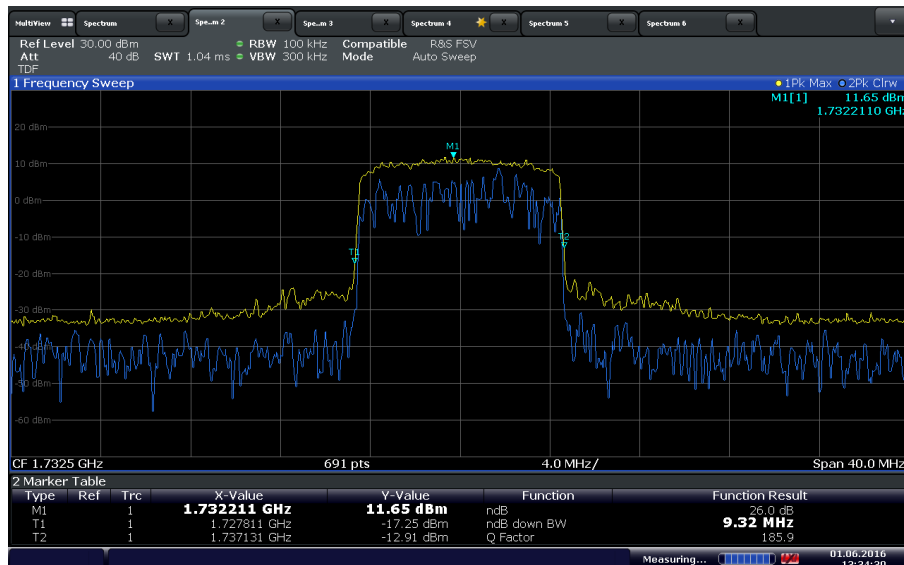 MultiView Spectrum X Spe...m 2 X Spe...m 3 X Spectrum 4 X Spectrum 5 X Spectrum 6 X
Ref Level 30.00 dBm RBW 100 kHz Compatible R&S FSV
Att 40 dB SWT 1.04 ms VBW 300 kHz Mode Auto Sweep
TDF
1 Frequency Sweep 1Pk Max 2Pk Clrw
M1[1] 11.65 dBm
1.7322110 GHz
20 dBm
M1
10 dBm
0 dBm
-10 dBm
T1 T2
-20 dBm
-30 dBm
-40 dBm
-50 dBm
-60 dBm
CF 1.7325 GHz 691 pts 4.0 MHz/ Span 40.0 MHz
2 Marker Table
Type Ref Trc X-Value Y-Value Function Function Result
M1 1 1.732211 GHz 11.65 dBm ndB 26.0 dB
T1 1 1.727811 GHz -17.25 dBm ndB down BW 9.32 MHz
T2 1 1.737131 GHz -12.91 dBm Q Factor 185.9
Measuring... 01.06.2016